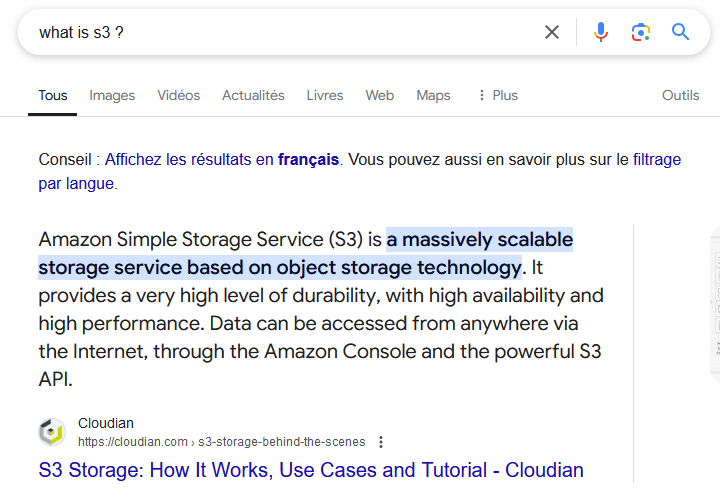 what is s3 ?
Tous Images Vidéos Actualités Livres Web Maps Plus Outils
Conseil : Affichez les résultats en français. Vous pouvez aussi en savoir plus sur le filtrage
par langue.
Amazon Simple Storage Service (S3) is a massively scalable
storage service based on object storage technology. It
provides a very high level of durability, with high availability and
high performance. Data can be accessed from anywhere via
the Internet, through the Amazon Console and the powerful S3
API.
Cloudian
https://cloudian.com › s3-storage-behind-the-scenes
S3 Storage: How It Works, Use Cases and Tutorial - Cloudian